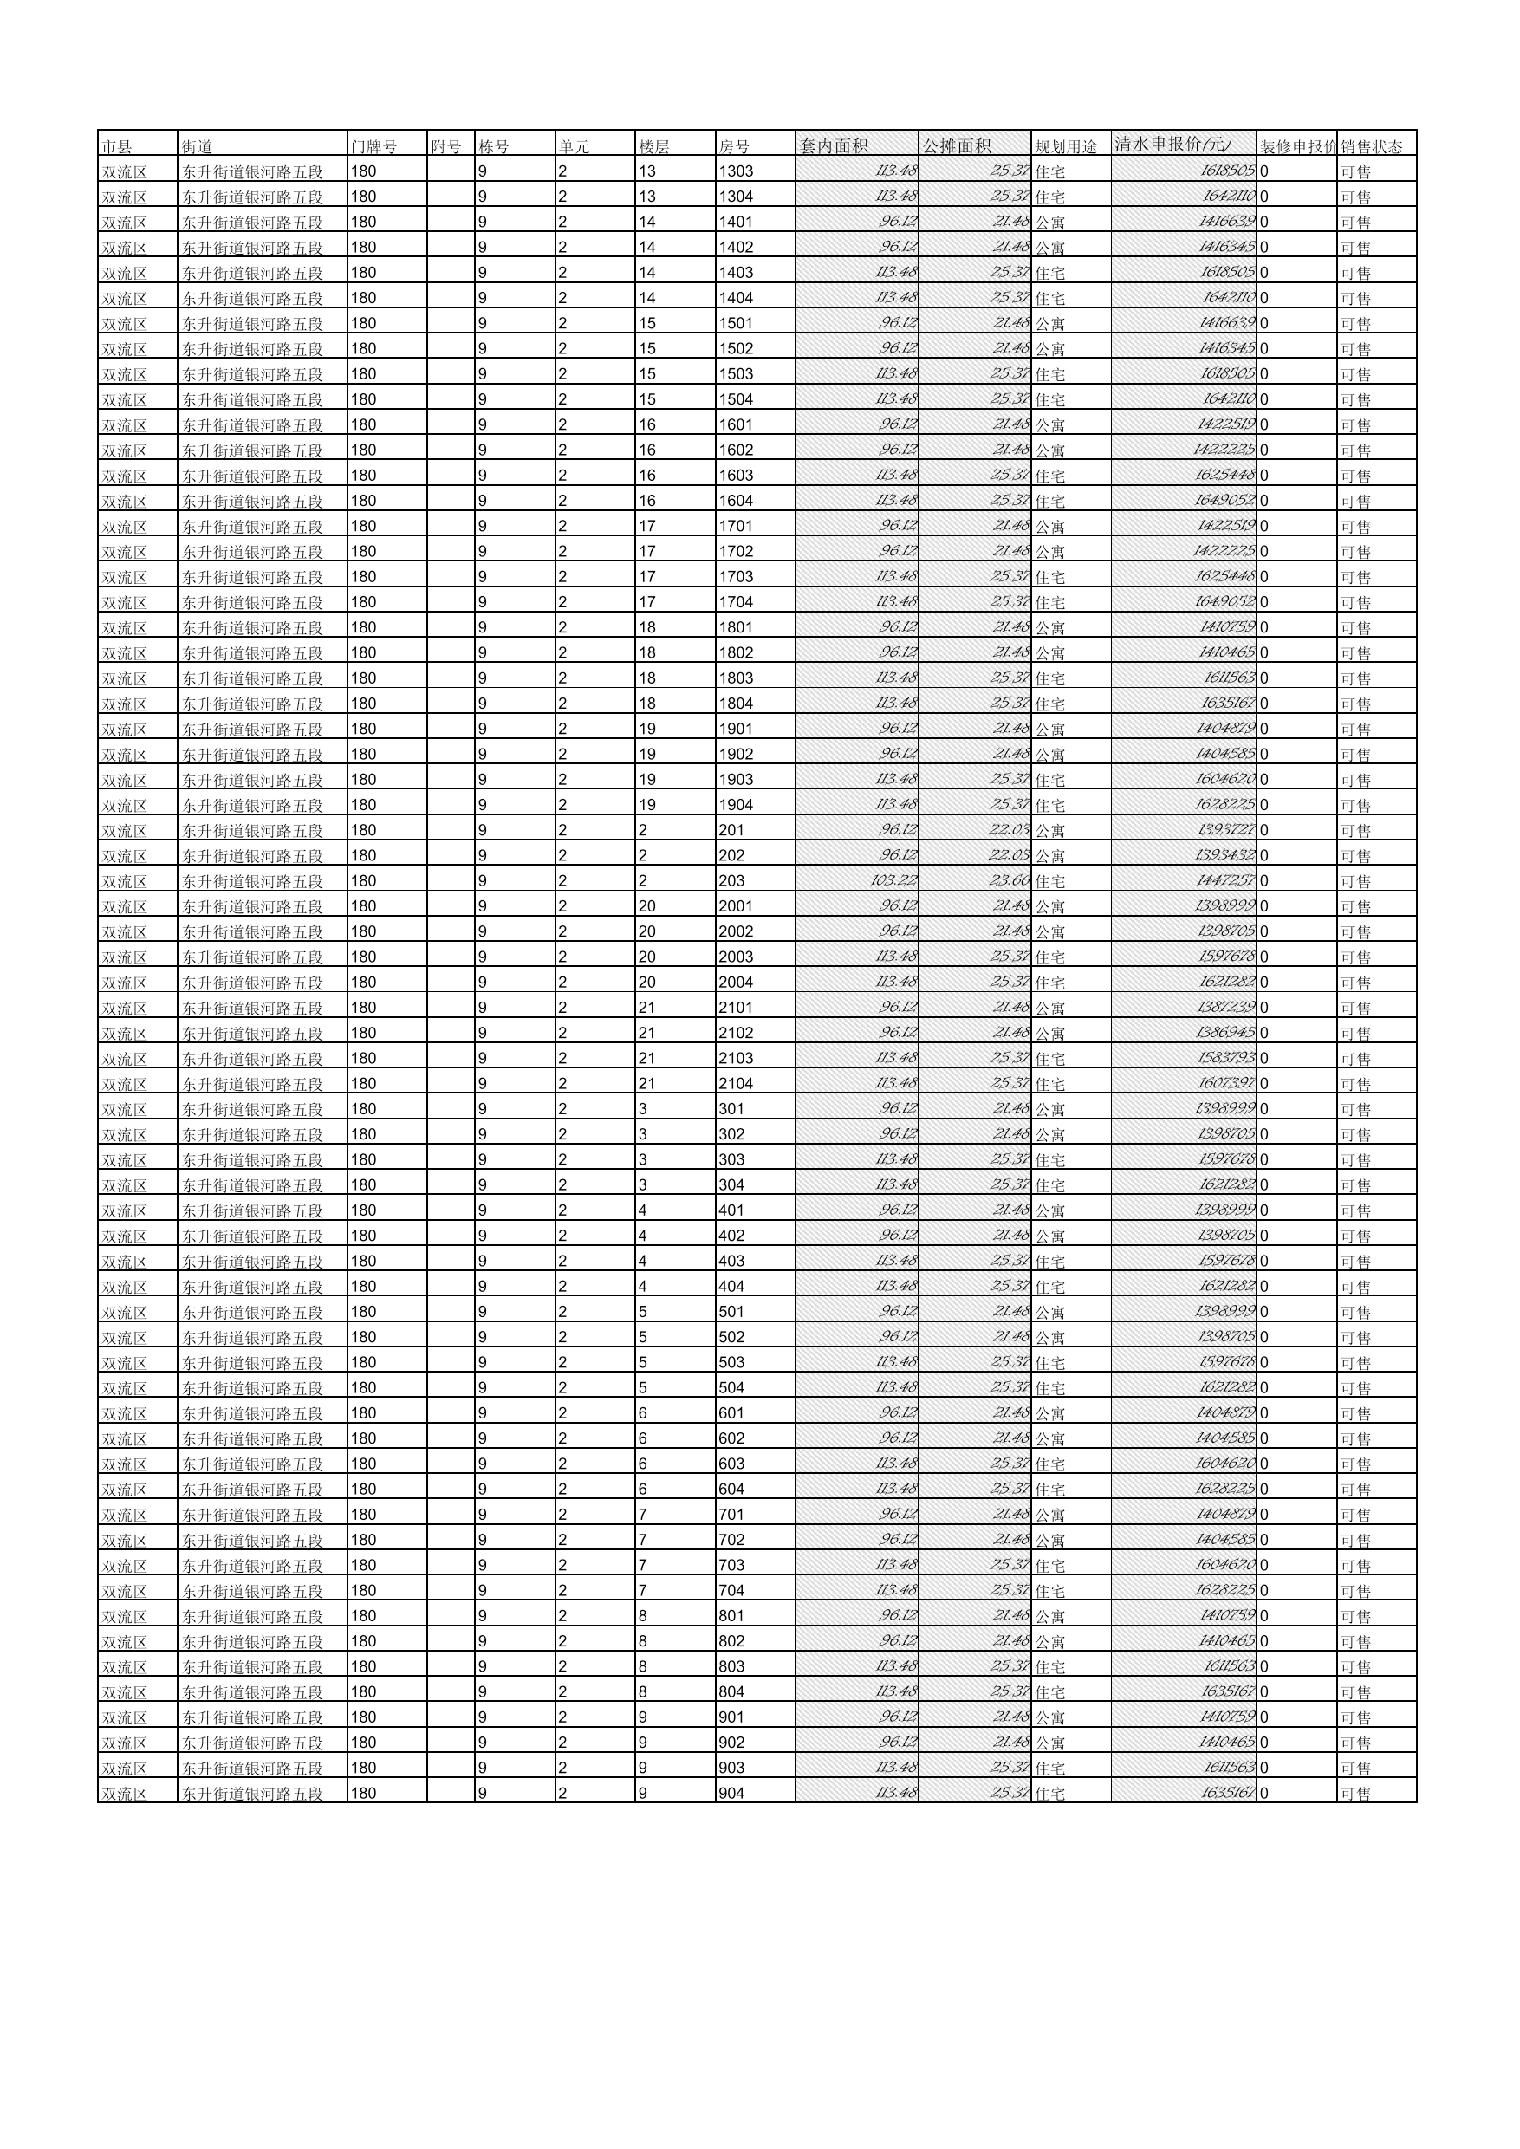 市县 街道 门牌号 附号 栋号 单元 楼层 房号 套内面积 公摊面积 规划用途 清水申报价/元/ 装修申报价 销售状态
双流区 东升街道银河路五段 180 9 2 13 1303 113.48 25.37 住宅 1618505 0 可售
双流区 东升街道银河路五段 180 9 2 13 1304 113.48 25.37 住宅 1642110 0 可售
双流区 东升街道银河路五段 180 9 2 14 1401 96.12 21.48 公寓 1416639 0 可售
双流区 东升街道银河路五段 180 9 2 14 1402 96.12 21.48 公寓 1416345 0 可售
双流区 东升街道银河路五段 180 9 2 14 1403 113.48 25.37 住宅 1618505 0 可售
双流区 东升街道银河路五段 180 9 2 14 1404 113.48 25.37 住宅 1642110 0 可售
双流区 东升街道银河路五段 180 9 2 15 1501 96.12 21.48 公寓 1416639 0 可售
双流区 东升街道银河路五段 180 9 2 15 1502 96.12 21.48 公寓 1416345 0 可售
双流区 东升街道银河路五段 180 9 2 15 1503 113.48 25.37 住宅 1618505 0 可售
双流区 东升街道银河路五段 180 9 2 15 1504 113.48 25.37 住宅 1642110 0 可售
双流区 东升街道银河路五段 180 9 2 16 1601 96.12 21.48 公寓 1422519 0 可售
双流区 东升街道银河路五段 180 9 2 16 1602 96.12 21.48 公寓 1422225 0 可售
双流区 东升街道银河路五段 180 9 2 16 1603 113.48 25.37 住宅 1625448 0 可售
双流区 东升街道银河路五段 180 9 2 16 1604 113.48 25.37 住宅 1649052 0 可售
双流区 东升街道银河路五段 180 9 2 17 1701 96.12 21.48 公寓 1422519 0 可售
双流区 东升街道银河路五段 180 9 2 17 1702 96.12 21.48 公寓 1422225 0 可售
双流区 东升街道银河路五段 180 9 2 17 1703 113.48 25.37 住宅 1625448 0 可售
双流区 东升街道银河路五段 180 9 2 17 1704 113.48 25.37 住宅 1649052 0 可售
双流区 东升街道银河路五段 180 9 2 18 1801 96.12 21.48 公寓 1410759 0 可售
双流区 东升街道银河路五段 180 9 2 18 1802 96.12 21.48 公寓 1410465 0 可售
双流区 东升街道银河路五段 180 9 2 18 1803 113.48 25.37 住宅 1611563 0 可售
双流区 东升街道银河路五段 180 9 2 18 1804 113.48 25.37 住宅 1635167 0 可售
双流区 东升街道银河路五段 180 9 2 19 1901 96.12 21.48 公寓 1404879 0 可售
双流区 东升街道银河路五段 180 9 2 19 1902 96.12 21.48 公寓 1404585 0 可售
双流区 东升街道银河路五段 180 9 2 19 1903 113.48 25.37 住宅 1604620 0 可售
双流区 东升街道银河路五段 180 9 2 19 1904 113.48 25.37 住宅 1628225 0 可售
双流区 东升街道银河路五段 180 9 2 2 201 96.12 22.03 公寓 1393727 0 可售
双流区 东升街道银河路五段 180 9 2 2 202 96.12 22.03 公寓 1393432 0 可售
双流区 东升街道银河路五段 180 9 2 2 203 103.22 23.66 住宅 1447257 0 可售
双流区 东升街道银河路五段 180 9 2 20 2001 96.12 21.48 公寓 1398999 0 可售
双流区 东升街道银河路五段 180 9 2 20 2002 96.12 21.48 公寓 1398705 0 可售
双流区 东升街道银河路五段 180 9 2 20 2003 113.48 25.37 住宅 1597678 0 可售
双流区 东升街道银河路五段 180 9 2 20 2004 113.48 25.37 住宅 1621282 0 可售
双流区 东升街道银河路五段 180 9 2 21 2101 96.12 21.48 公寓 1387239 0 可售
双流区 东升街道银河路五段 180 9 2 21 2102 96.12 21.48 公寓 1386945 0 可售
双流区 东升街道银河路五段 180 9 2 21 2103 113.48 25.37 住宅 1583793 0 可售
双流区 东升街道银河路五段 180 9 2 21 2104 113.48 25.37 住宅 1607397 0 可售
双流区 东升街道银河路五段 180 9 2 3 301 96.12 21.48 公寓 1398999 0 可售
双流区 东升街道银河路五段 180 9 2 3 302 96.12 21.48 公寓 1398705 0 可售
双流区 东升街道银河路五段 180 9 2 3 303 113.48 25.37 住宅 1597678 0 可售
双流区 东升街道银河路五段 180 9 2 3 304 113.48 25.37 住宅 1621282 0 可售
双流区 东升街道银河路五段 180 9 2 4 401 96.12 21.48 公寓 1398999 0 可售
双流区 东升街道银河路五段 180 9 2 4 402 96.12 21.48 公寓 1398705 0 可售
双流区 东升街道银河路五段 180 9 2 4 403 113.48 25.37 住宅 1597678 0 可售
双流区 东升街道银河路五段 180 9 2 4 404 113.48 25.37 住宅 1621282 0 可售
双流区 东升街道银河路五段 180 9 2 5 501 96.12 21.48 公寓 1398999 0 可售
双流区 东升街道银河路五段 180 9 2 5 502 96.12 21.48 公寓 1398705 0 可售
双流区 东升街道银河路五段 180 9 2 5 503 113.48 25.37 住宅 1597678 0 可售
双流区 东升街道银河路五段 180 9 2 5 504 113.48 25.37 住宅 1621282 0 可售
双流区 东升街道银河路五段 180 9 2 6 601 96.12 21.48 公寓 1404879 0 可售
双流区 东升街道银河路五段 180 9 2 6 602 96.12 21.48 公寓 1404585 0 可售
双流区 东升街道银河路五段 180 9 2 6 603 113.48 25.37 住宅 1604620 0 可售
双流区 东升街道银河路五段 180 9 2 6 604 113.48 25.37 住宅 1628225 0 可售
双流区 东升街道银河路五段 180 9 2 7 701 96.12 21.48 公寓 1404879 0 可售
双流区 东升街道银河路五段 180 9 2 7 702 96.12 21.48 公寓 1404585 0 可售
双流区 东升街道银河路五段 180 9 2 7 703 113.48 25.37 住宅 1604620 0 可售
双流区 东升街道银河路五段 180 9 2 7 704 113.48 25.37 住宅 1628225 0 可售
双流区 东升街道银河路五段 180 9 2 8 801 96.12 21.48 公寓 1410759 0 可售
双流区 东升街道银河路五段 180 9 2 8 802 96.12 21.48 公寓 1410465 0 可售
双流区 东升街道银河路五段 180 9 2 8 803 113.48 25.37 住宅 1611563 0 可售
双流区 东升街道银河路五段 180 9 2 8 804 113.48 25.37 住宅 1635167 0 可售
双流区 东升街道银河路五段 180 9 2 9 901 96.12 21.48 公寓 1410759 0 可售
双流区 东升街道银河路五段 180 9 2 9 902 96.12 21.48 公寓 1410465 0 可售
双流区 东升街道银河路五段 180 9 2 9 903 113.48 25.37 住宅 1611563 0 可售
双流区 东升街道银河路五段 180 9 2 9 904 113.48 25.37 住宅 1635167 0 可售